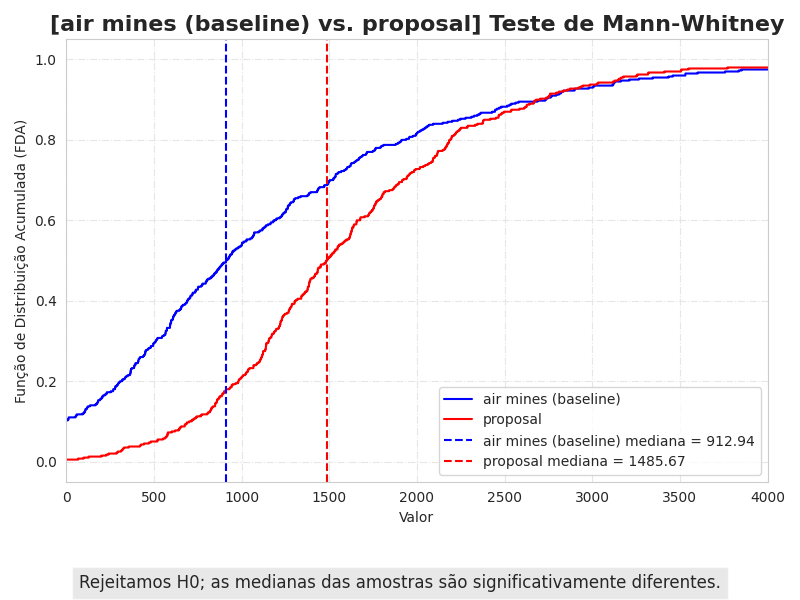 [air mines (baseline) vs. proposal] Teste de Mann-Whitney
Função de Distribuição Acumulada (FDA)
1.0
0.8
0.6
0.4
0.2
0.0
air mines (baseline)
proposal
air mines (baseline) mediana = 912.94
proposal mediana = 1485.67
0 500 1000 1500 2000 2500 3000 3500 4000
Valor
Rejeitamos H0; as medianas das amostras são significativamente diferentes.